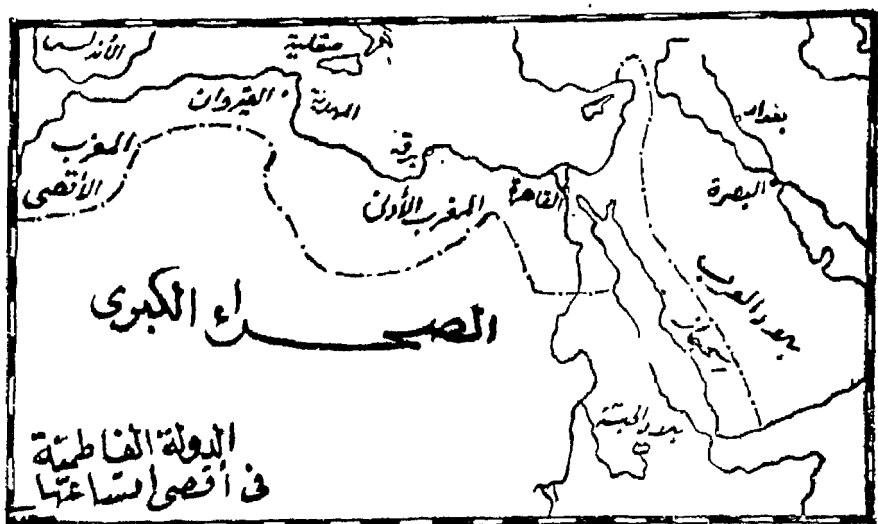 الأندلس
صقلية
القيروان
المهدية
بغداد
المغرب
الأقصى
برقة
المغرب الأدنى
القاهرة
البصرة
بلاد العرب
الصحراء الكبرى
بلاد الحبشة
الدولة الفاطمية
فى أقصى اتساعها